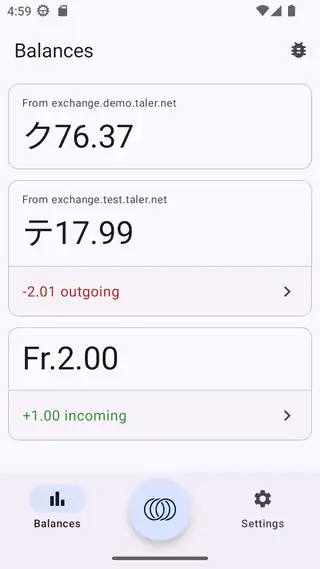 4:59
Balances
From exchange.demo.taler.net
ク76.37
From exchange.test.taler.net
テ17.99
-2.01 outgoing
Fr.2.00
+1.00 incoming
Balances
Settings